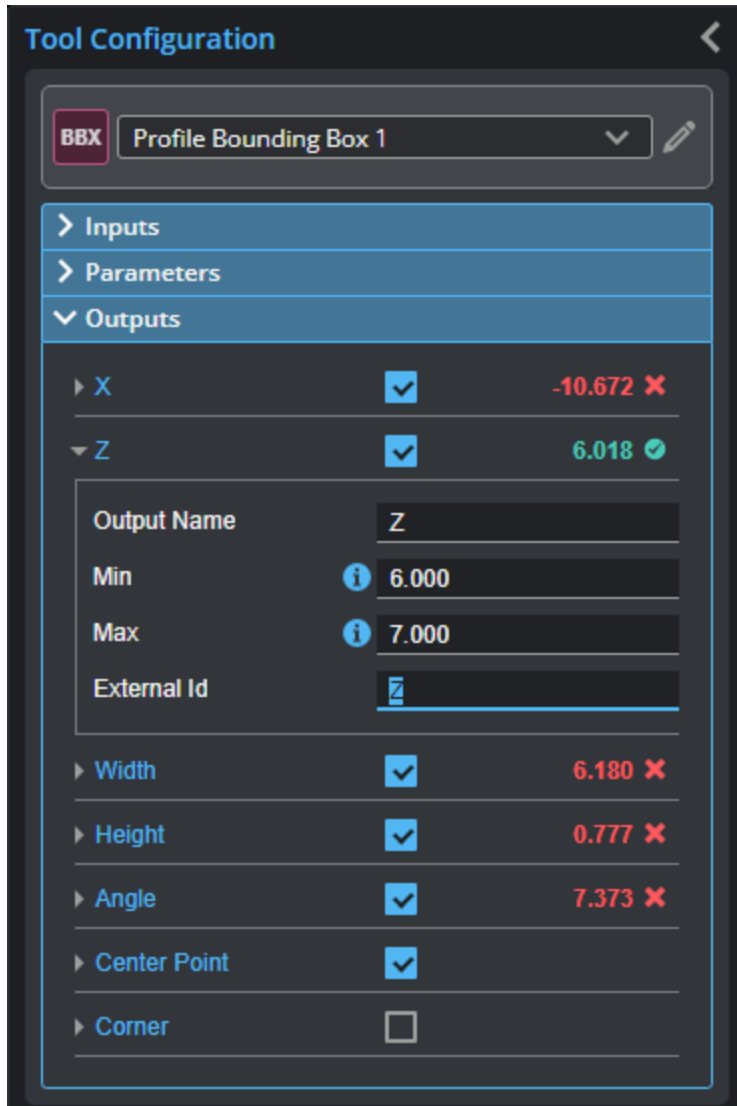 Tool Configuration
BBX Profile Bounding Box 1
Inputs
Parameters
Outputs
X -10.672
Z 6.018
Output Name Z
Min 6.000
Max 7.000
External Id Z
Width 6.180
Height 0.777
Angle 7.373
Center Point
Corner